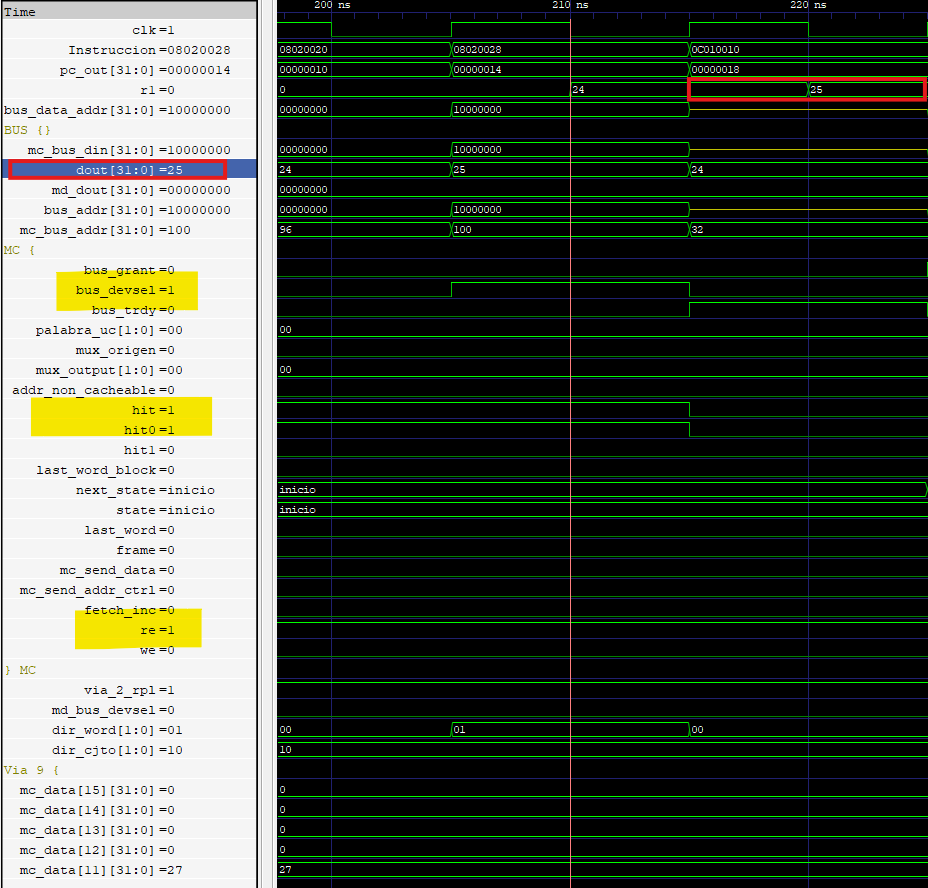 Time 200 ns 210 ns 220 ns
clk=1
Instruccion=08020028 08020020 08020028 0C010010
pc_out[31:0]=00000014 00000010 00000014 00000018
r1=0 0 24 25
bus_data_addr[31:0]=10000000 00000000 10000000
BUS {}
mc_bus_din[31:0]=10000000 00000000 10000000
dout[31:0]=25 24 25 24
md_dout[31:0]=00000000 00000000
bus_addr[31:0]=10000000 00000000 10000000
mc_bus_addr[31:0]=100 96 100 32
MC {
bus_grant=0
bus_devsel=1
bus_trdy=0
palabra_uc[1:0]=00 00
mux_origen=0
mux_output[1:0]=00 00
addr_non_cacheable=0
hit=1
hit0=1
hit1=0
last_word_block=0
next_state=inicio inicio
state=inicio inicio
last_word=0
frame=0
mc_send_data=0
mc_send_addr_ctrl=0
fetch_inc=0
re=1
we=0
} MC
via_2_rpl=1
md_bus_devsel=0
dir_word[1:0]=01 00 01 00
dir_cjto[1:0]=10 10
Via 9 {
mc_data[15][31:0]=0 0
mc_data[14][31:0]=0 0
mc_data[13][31:0]=0 0
mc_data[12][31:0]=0 0
mc_data[11][31:0]=27 27